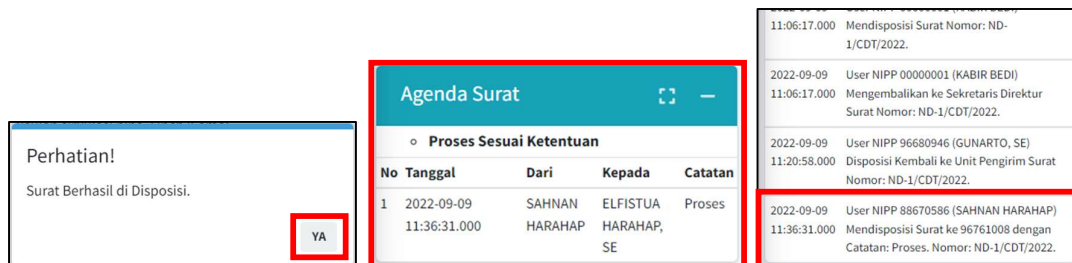 Perhatian!
Surat Berhasil di Disposisi.
YA
Agenda Surat
Proses Sesuai Ketentuan
No Tanggal Dari Kepada Catatan
1 2022-09-09 SAHNAN ELFISTUA Proses
11:36:31.000 HARAHAP HARAHAP,
SE
11:06:17.000 Mendisposisi Surat Nomor: ND-
1/CDT/2022.
2022-09-09 User NIPP 00000001 (KABIR BEDI)
11:06:17.000 Mengembalikan ke Sekretaris Direktur
Surat Nomor: ND-1/CDT/2022.
2022-09-09 User NIPP 96680946 (GUNARTO, SE)
11:20:58.000 Disposisi Kembali ke Unit Pengirim Surat
Nomor: ND-1/CDT/2022.
2022-09-09 User NIPP 88670586 (SAHNAN HARAHAP)
11:36:31.000 Mendisposisi Surat ke 96761008 dengan
Catatan: Proses. Nomor: ND-1/CDT/2022.